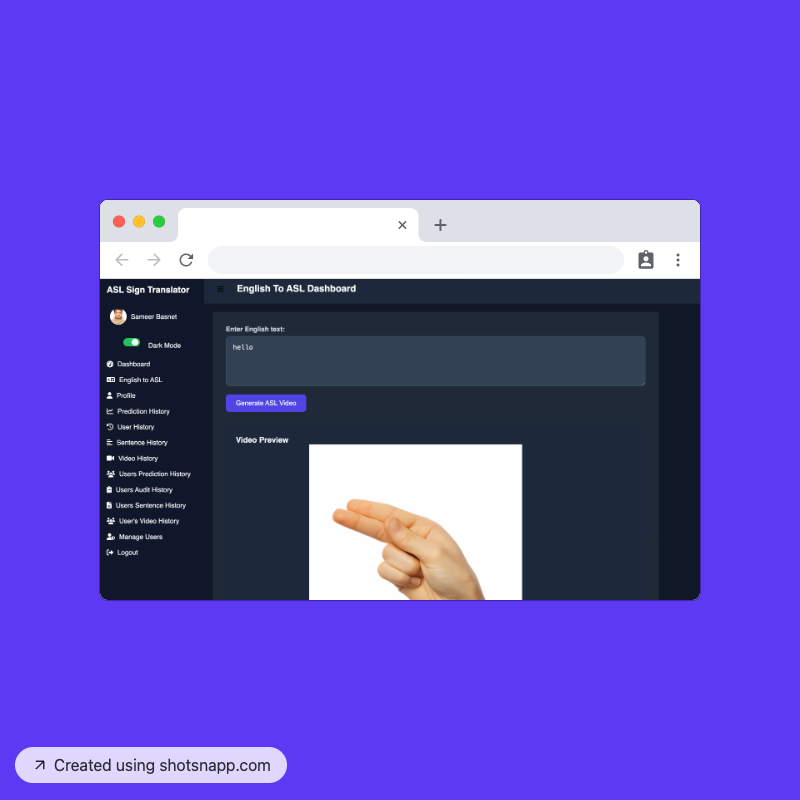 ASL Sign Translator
English To ASL Dashboard
Sameer Basnet
Dark Mode
Dashboard
English to ASL
Profile
Prediction History
User History
Sentence History
Video History
Users Prediction History
Users Audit History
Users Sentence History
User's Video History
Manage Users
Logout
Enter English text:
hello
Generate ASL Video
Video Preview
Created using shotsnapp.com